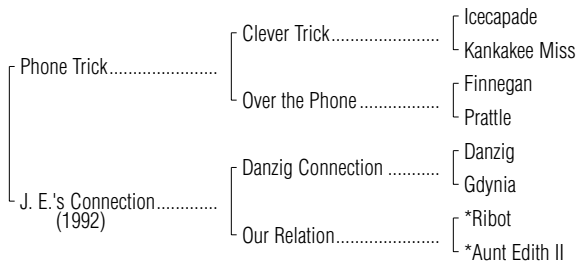 Icecapade
Clever Trick......................
Kankakee Miss
Phone Trick......................
Finnegan
Over the Phone ................
Prattle
Danzig
Danzig Connection ...........
Gdynia
J. E.'s Connection.............
(1992)
*Ribot
Our Relation......................
*Aunt Edith II